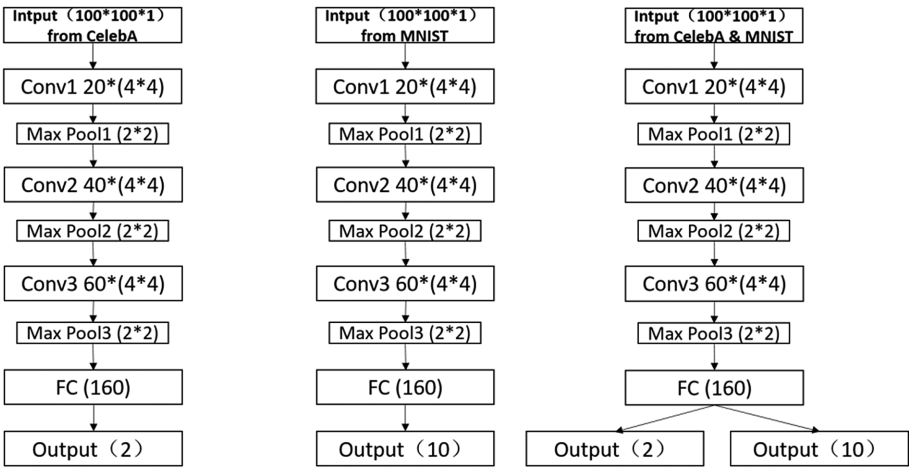 Intput（100*100*1）
from CelebA
Conv1 20*(4*4)
Max Pool1 (2*2)
Conv2 40*(4*4)
Max Pool2 (2*2)
Conv3 60*(4*4)
Max Pool3 (2*2)
FC (160)
Output（2）
Intput（100*100*1）
from MNIST
Conv1 20*(4*4)
Max Pool1 (2*2)
Conv2 40*(4*4)
Max Pool2 (2*2)
Conv3 60*(4*4)
Max Pool3 (2*2)
FC (160)
Output（10）
Intput（100*100*1）
from CelebA & MNIST
Conv1 20*(4*4)
Max Pool1 (2*2)
Conv2 40*(4*4)
Max Pool2 (2*2)
Conv3 60*(4*4)
Max Pool3 (2*2)
FC (160)
Output（2）
Output（10）